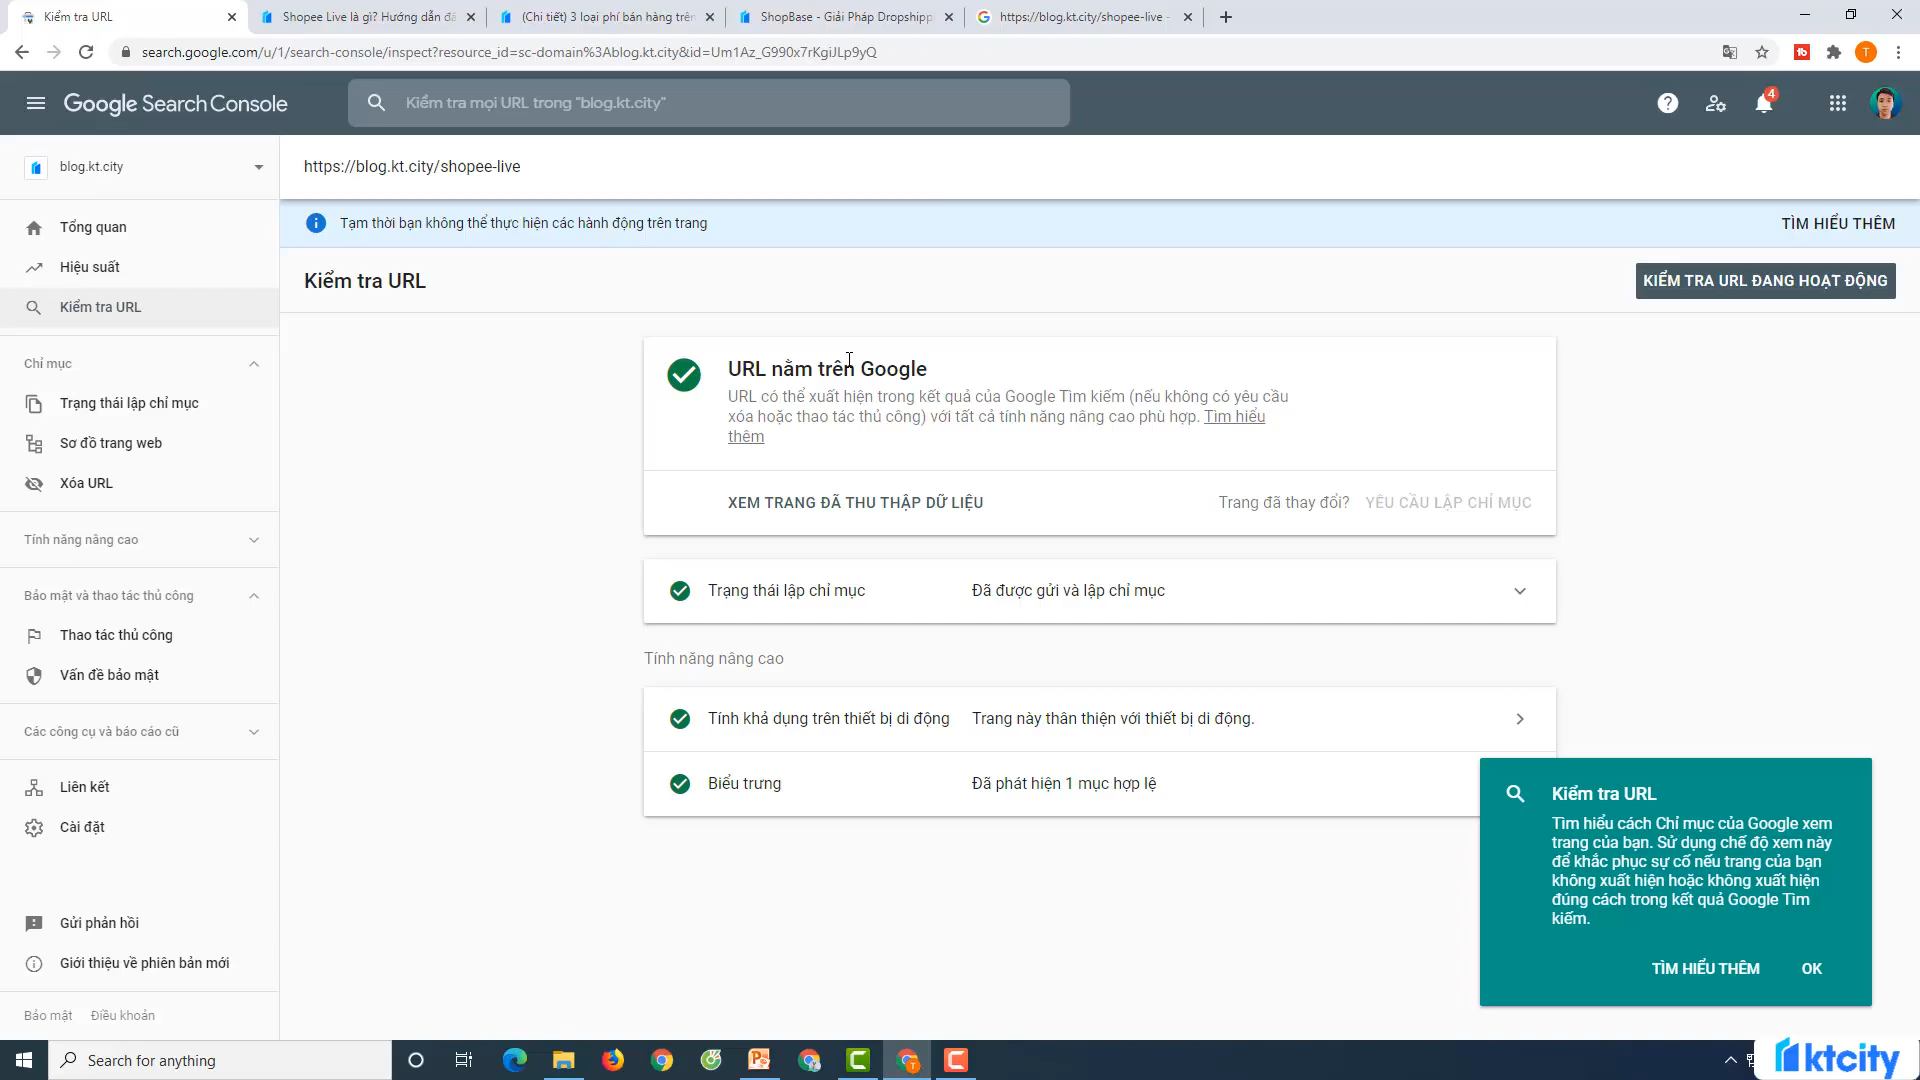 Kiểm tra URL
Shopee Live là gì? Hướng dẫn đă
(Chi tiết) 3 loại phí bán hàng trên
ShopBase - Giải Pháp Dropshipp
https://blog.kt.city/shopee-live -
search.google.com/u/1/search-console/inspect?resource_id=sc-domain%3Ablog.kt.city&id=Um1Az_G990x7rKgiJLp9yQ
T
Google Search Console
Kiểm tra mọi URL trong "blog.kt.city"
4
blog.kt.city
https://blog.kt.city/shopee-live
Tạm thời bạn không thể thực hiện các hành động trên trang
TÌM HIỂU THÊM
Tổng quan
Hiệu suất
Kiểm tra URL
Kiểm tra URL
KIỂM TRA URL ĐANG HOẠT ĐỘNG
Chỉ mục
Trạng thái lập chỉ mục
Sơ đồ trang web
Xóa URL
Tính năng nâng cao
Bảo mật và thao tác thủ công
Thao tác thủ công
Vấn đề bảo mật
Các công cụ và báo cáo cũ
Liên kết
Cài đặt
Gửi phản hồi
Giới thiệu về phiên bản mới
Bảo mật
Điều khoản
URL nằm trên Google
URL có thể xuất hiện trong kết quả của Google Tìm kiếm (nếu không có yêu cầu
xóa hoặc thao tác thủ công) với tất cả tính năng nâng cao phù hợp. Tìm hiểu
thêm
XEM TRANG ĐÃ THU THẬP DỮ LIỆU
Trang đã thay đổi?
YÊU CẦU LẬP CHỈ MỤC
Trạng thái lập chỉ mục
Đã được gửi và lập chỉ mục
Tính năng nâng cao
Tính khả dụng trên thiết bị di động
Trang này thân thiện với thiết bị di động.
Biểu trưng
Đã phát hiện 1 mục hợp lệ
Kiểm tra URL
Tìm hiểu cách Chỉ mục của Google xem
trang của bạn. Sử dụng chế độ xem này
để khắc phục sự cố nếu trang của bạn
không xuất hiện hoặc không xuất hiện
đúng cách trong kết quả Google Tìm
kiếm.
TÌM HIỂU THÊM
OK
Search for anything
ktcity